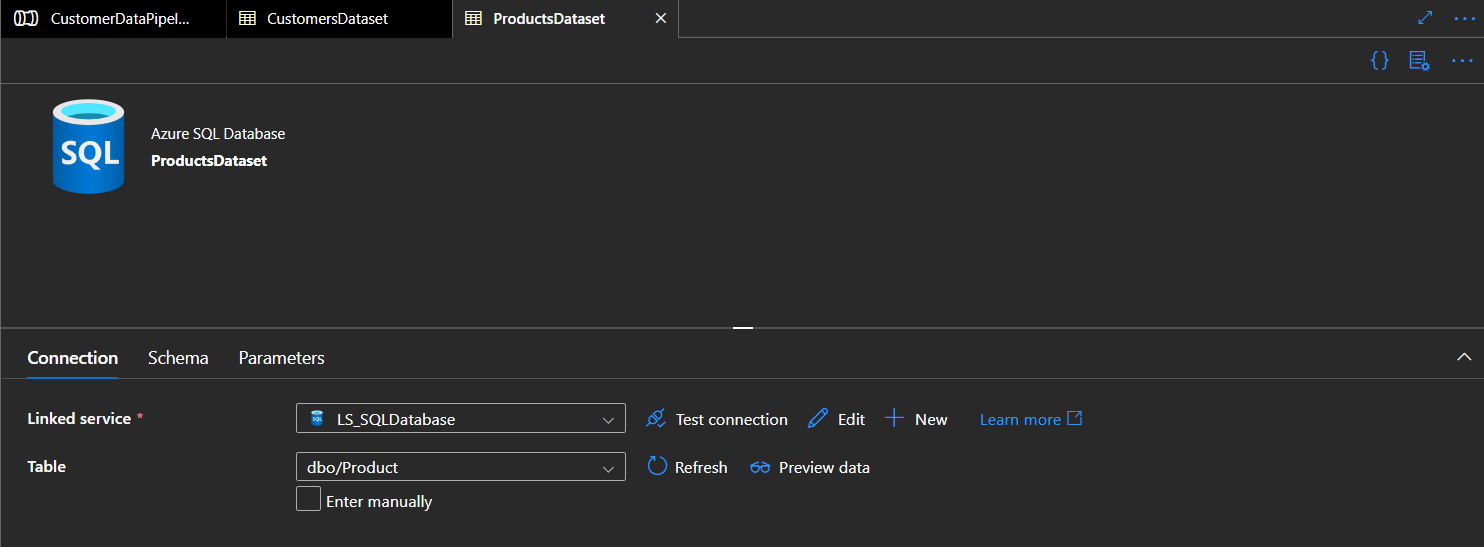 CustomerDataPipel... CustomersDataset ProductsDataset
SQL
Azure SQL Database
ProductsDataset
Connection Schema Parameters
Linked service * LS_SQLDatabase Test connection Edit New Learn more
Table dbo/Product Refresh Preview data
Enter manually